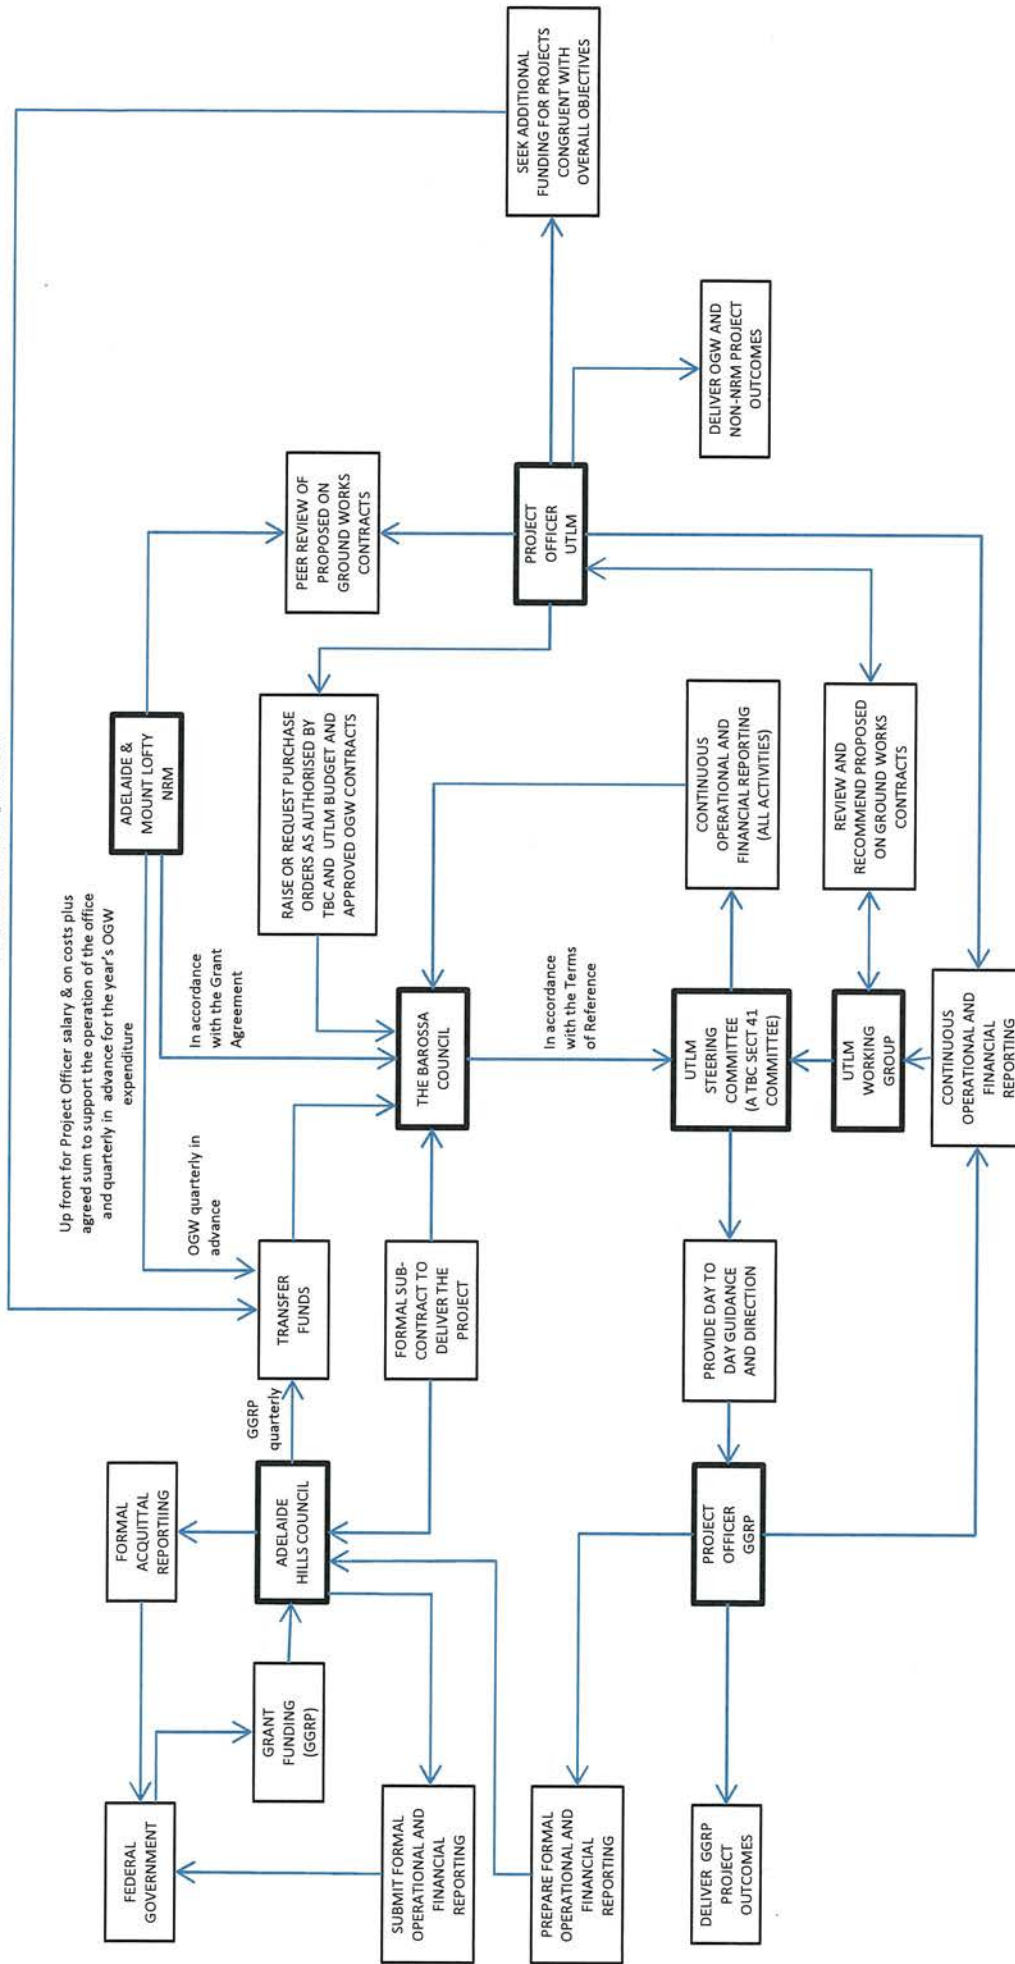 FEDERAL
GOVERNMENT
FORMAL
ACQUITTAL
REPORTIING
Up front for Project Officer salary & on costs plus
agreed sum to support the operation of the office
and quarterly in advance for the year's OGW
expenditure
ADELAIDE &
MOUNT LOFTY
NRM
GRANT
FUNDING
(GGRP)
ADELAIDE
HILLS COUNCIL
GGRP
quarterly
TRANSFER
FUNDS
OGW quarterly in
advance
In accordance
with the Grant
Agreement
RAISE OR REQUEST PURCHASE
ORDERS AS AUTHORISED BY
TBC AND UTLM BUDGET AND
APPROVED OGW CONTRACTS
PEER REVIEW OF
PROPOSED ON
GROUND WORKS
CONTRACTS
SEEK ADDITIONAL
FUNDING FOR PROJECTS
CONGRUENT WITH
OVERALL OBJECTIVES
SUBMIT FORMAL
OPERATIONAL AND
FINANCIAL
REPORTING
FORMAL SUB-
CONTRACT TO
DELIVER THE
PROJECT
THE BAROSSA
COUNCIL
PROJECT
OFFICER
UTLM
PREPARE FORMAL
OPERATIONAL AND
FINANCIAL
REPORTING
In accordance
with the Terms
of Reference
DELIVER OGW AND
NON-NRM PROJECT
OUTCOMES
DELIVER GGRP
PROJECT
OUTCOMES
PROJECT
OFFICER
GGRP
PROVIDE DAY TO
DAY GUIDANCE
AND DIRECTION
UTLM
STEERING
COMMITTEE
(A TBC SECT 41
COMMITTEE)
CONTINUOUS
OPERATIONAL AND
FINANCIAL REPORTING
(ALL ACTIVITIES)
UTLM
WORKING
GROUP
REVIEW AND
RECOMMEND PROPOSED
ON GROUND WORKS
CONTRACTS
CONTINUOUS
OPERATIONAL AND
FINANCIAL
REPORTING